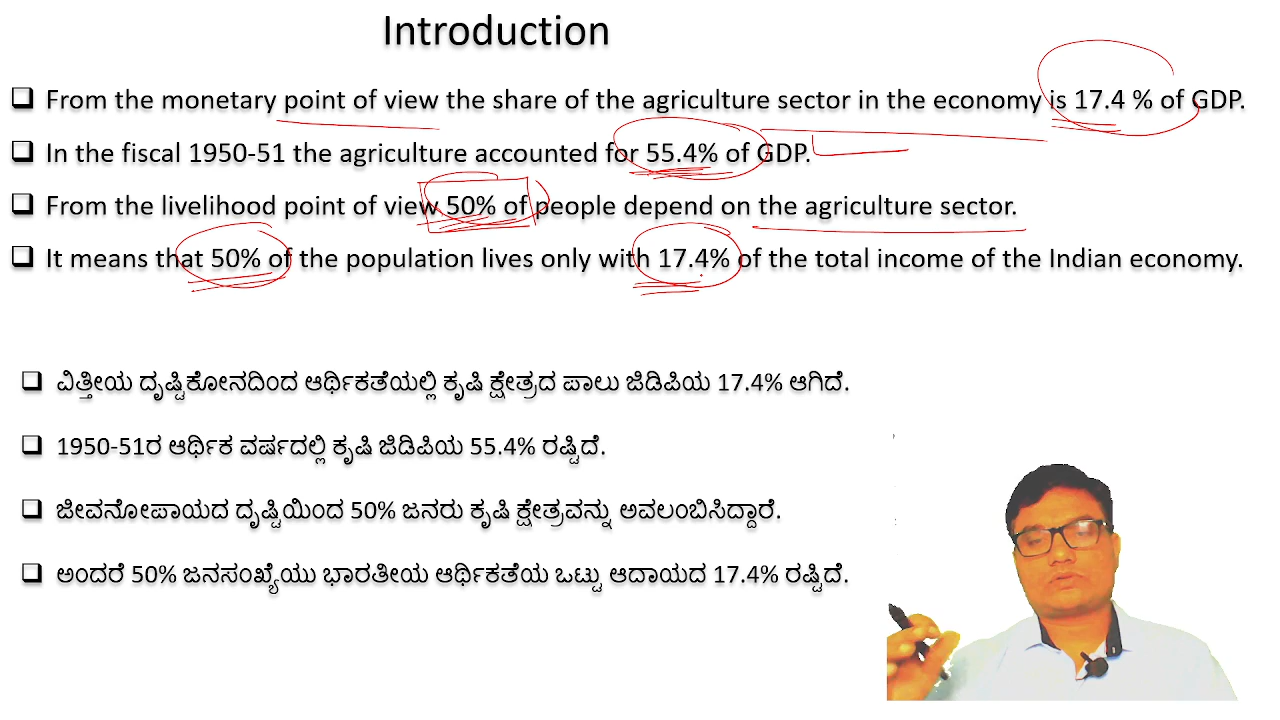 Introduction
❑ From the monetary point of view the share of the agriculture sector in the economy is 17.4 % of GDP.
❑ In the fiscal 1950-51 the agriculture accounted for 55.4% of GDP.
❑ From the livelihood point of view 50% of people depend on the agriculture sector.
❑ It means that 50% of the population lives only with 17.4% of the total income of the Indian economy.
❑ ವಿತ್ತೀಯ ದೃಷ್ಟಿಕೋನದಿಂದ ಆರ್ಥಿಕತೆಯಲ್ಲಿ ಕೃಷಿ ಕ್ಷೇತ್ರದ ಪಾಲು ಜಿಡಿಪಿಯ 17.4% ಆಗಿದೆ.
❑ 1950-51ರ ಆರ್ಥಿಕ ವರ್ಷದಲ್ಲಿ ಕೃಷಿ ಜಿಡಿಪಿಯ 55.4% ರಷ್ಟಿದೆ.
❑ ಜೀವನೋಪಾಯದ ದೃಷ್ಟಿಯಿಂದ 50% ಜನರು ಕೃಷಿ ಕ್ಷೇತ್ರವನ್ನು ಅವಲಂಬಿಸಿದ್ದಾರೆ.
❑ ಅಂದರೆ 50% ಜನಸಂಖ್ಯೆಯು ಭಾರತೀಯ ಆರ್ಥಿಕತೆಯ ಒಟ್ಟು ಆದಾಯದ 17.4% ರಷ್ಟಿದೆ.